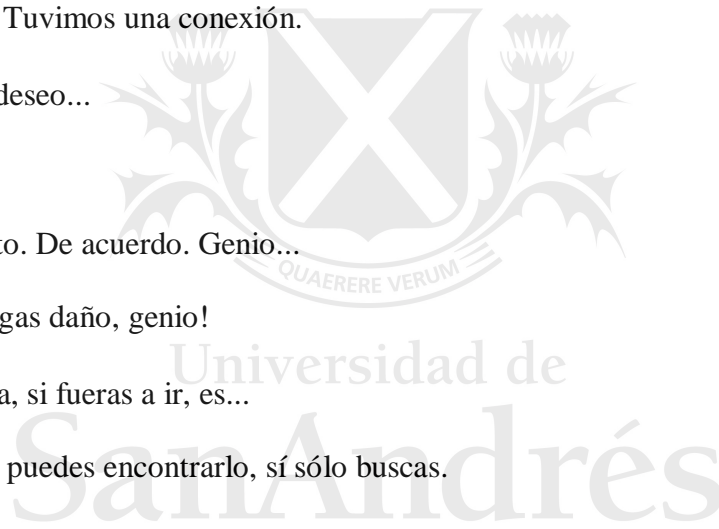 Tuvimos una conexión.
deseo...
to. De acuerdo. Genio...
QUAERERE VERUM
gas daño, genio!
Universidad de
a, si fueras a ir, es...
SanAndrés
puedes encontrarlo, sí sólo buscas.